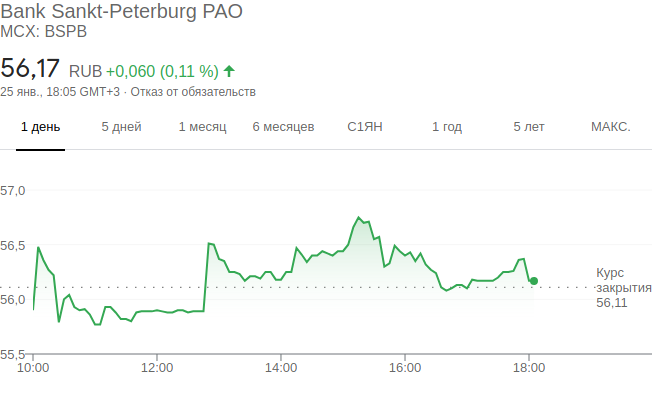 Bank Sankt-Peterburg PAO
MCX: BSPB
56,17 RUB +0,060 (0,11 %)
25 янв., 18:05 GMT+3 · Отказ от обязательств
1 день 5 дней 1 месяц 6 месяцев С1ЯН 1 год 5 лет МАКС.
57,0
56,5
Курс
закрытия
56,11
56,0
55,5
10:00 12:00 14:00 16:00 18:00